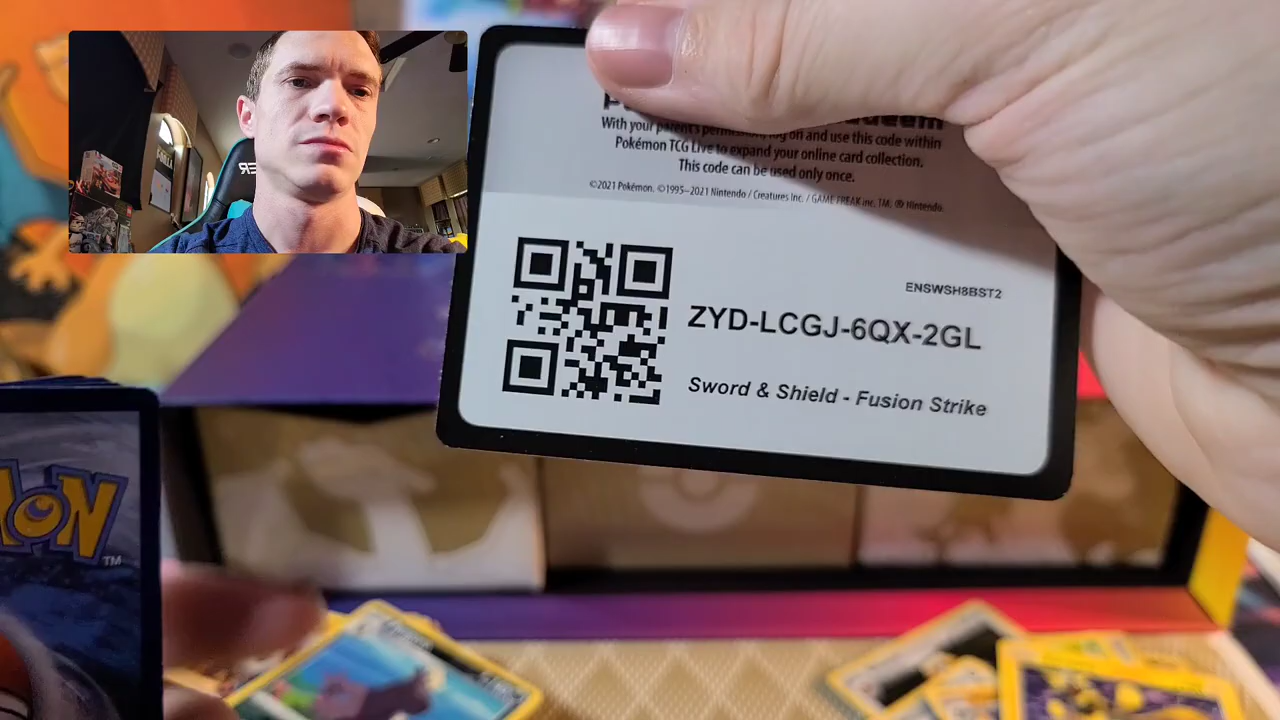 With your parent's permission, log on and use this code within
Pokémon TCG Live to expand your online card collection.
This code can be used only once.
©2021 Pokémon. ©1995–2021 Nintendo / Creatures Inc. / GAME FREAK inc. TM, ® Nintendo.
ENSWSH8BST2
ZYD-LCGJ-6QX-2GL
Sword & Shield - Fusion Strike
TM